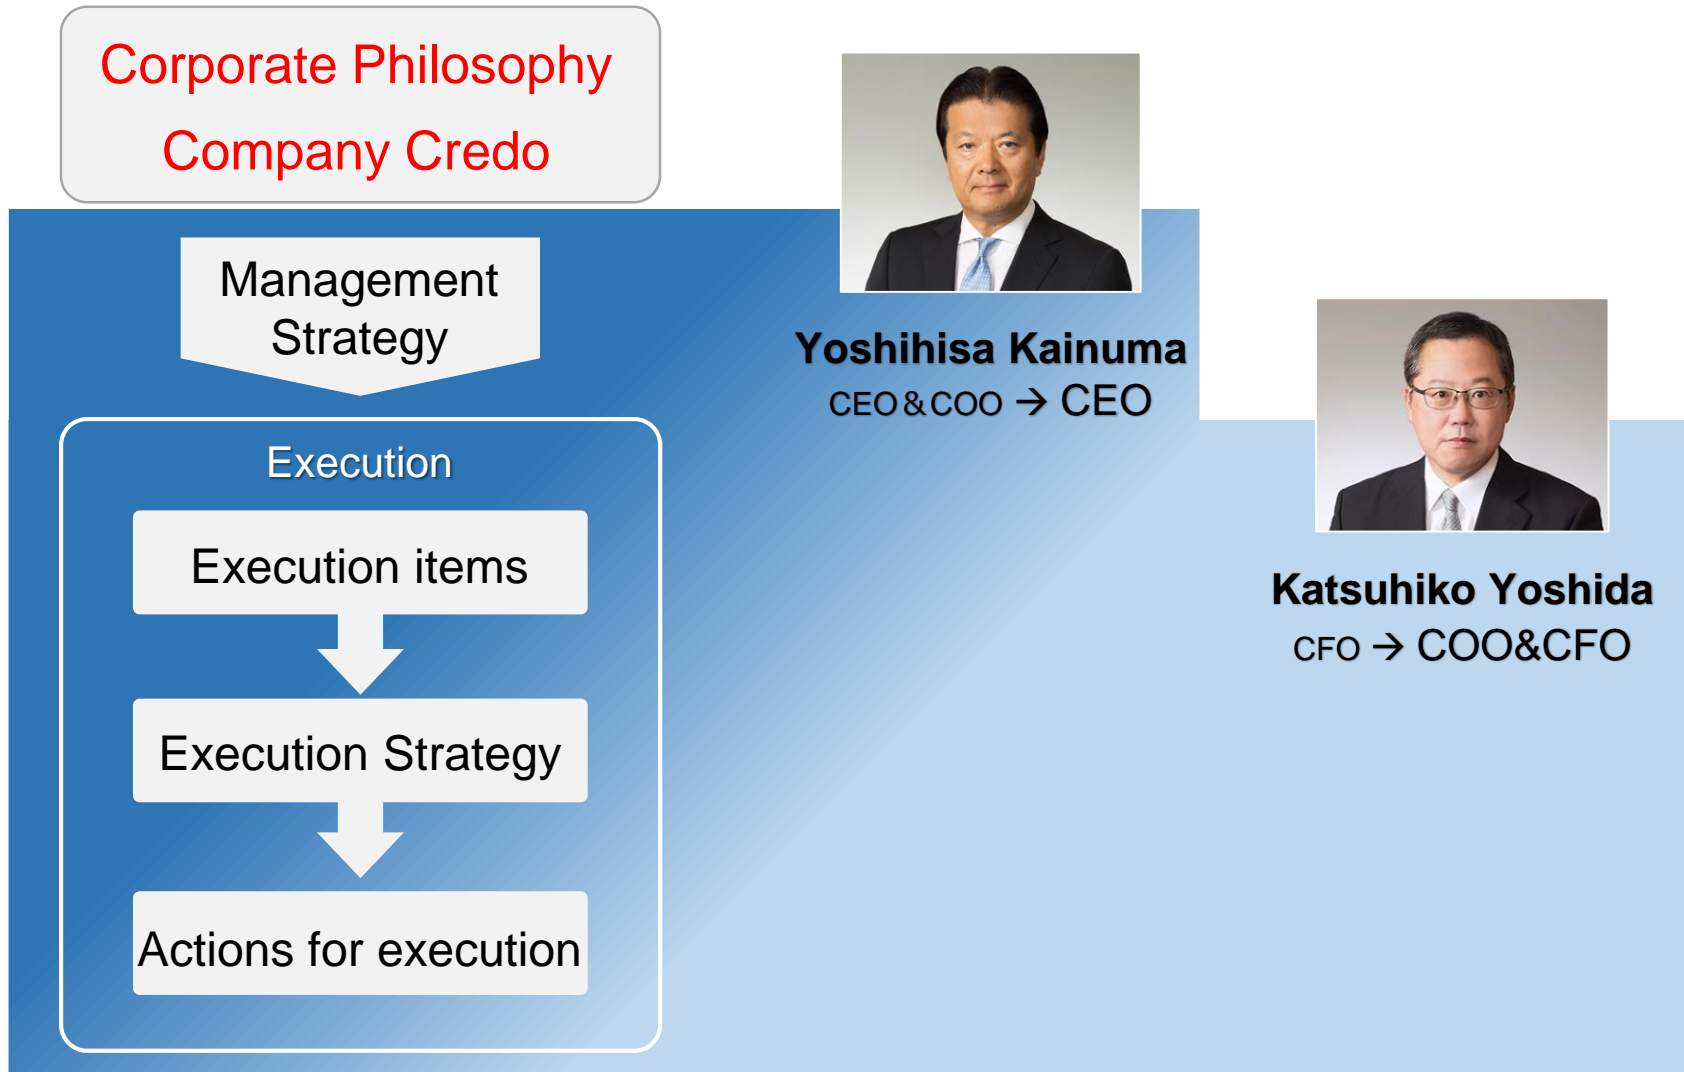 Corporate Philosophy
Company Credo
Management
Strategy
Execution
Execution items
Execution Strategy
Actions for execution
Yoshihisa Kainuma
CEO&COO → CEO
Katsuhiko Yoshida
CFO → COO&CFO